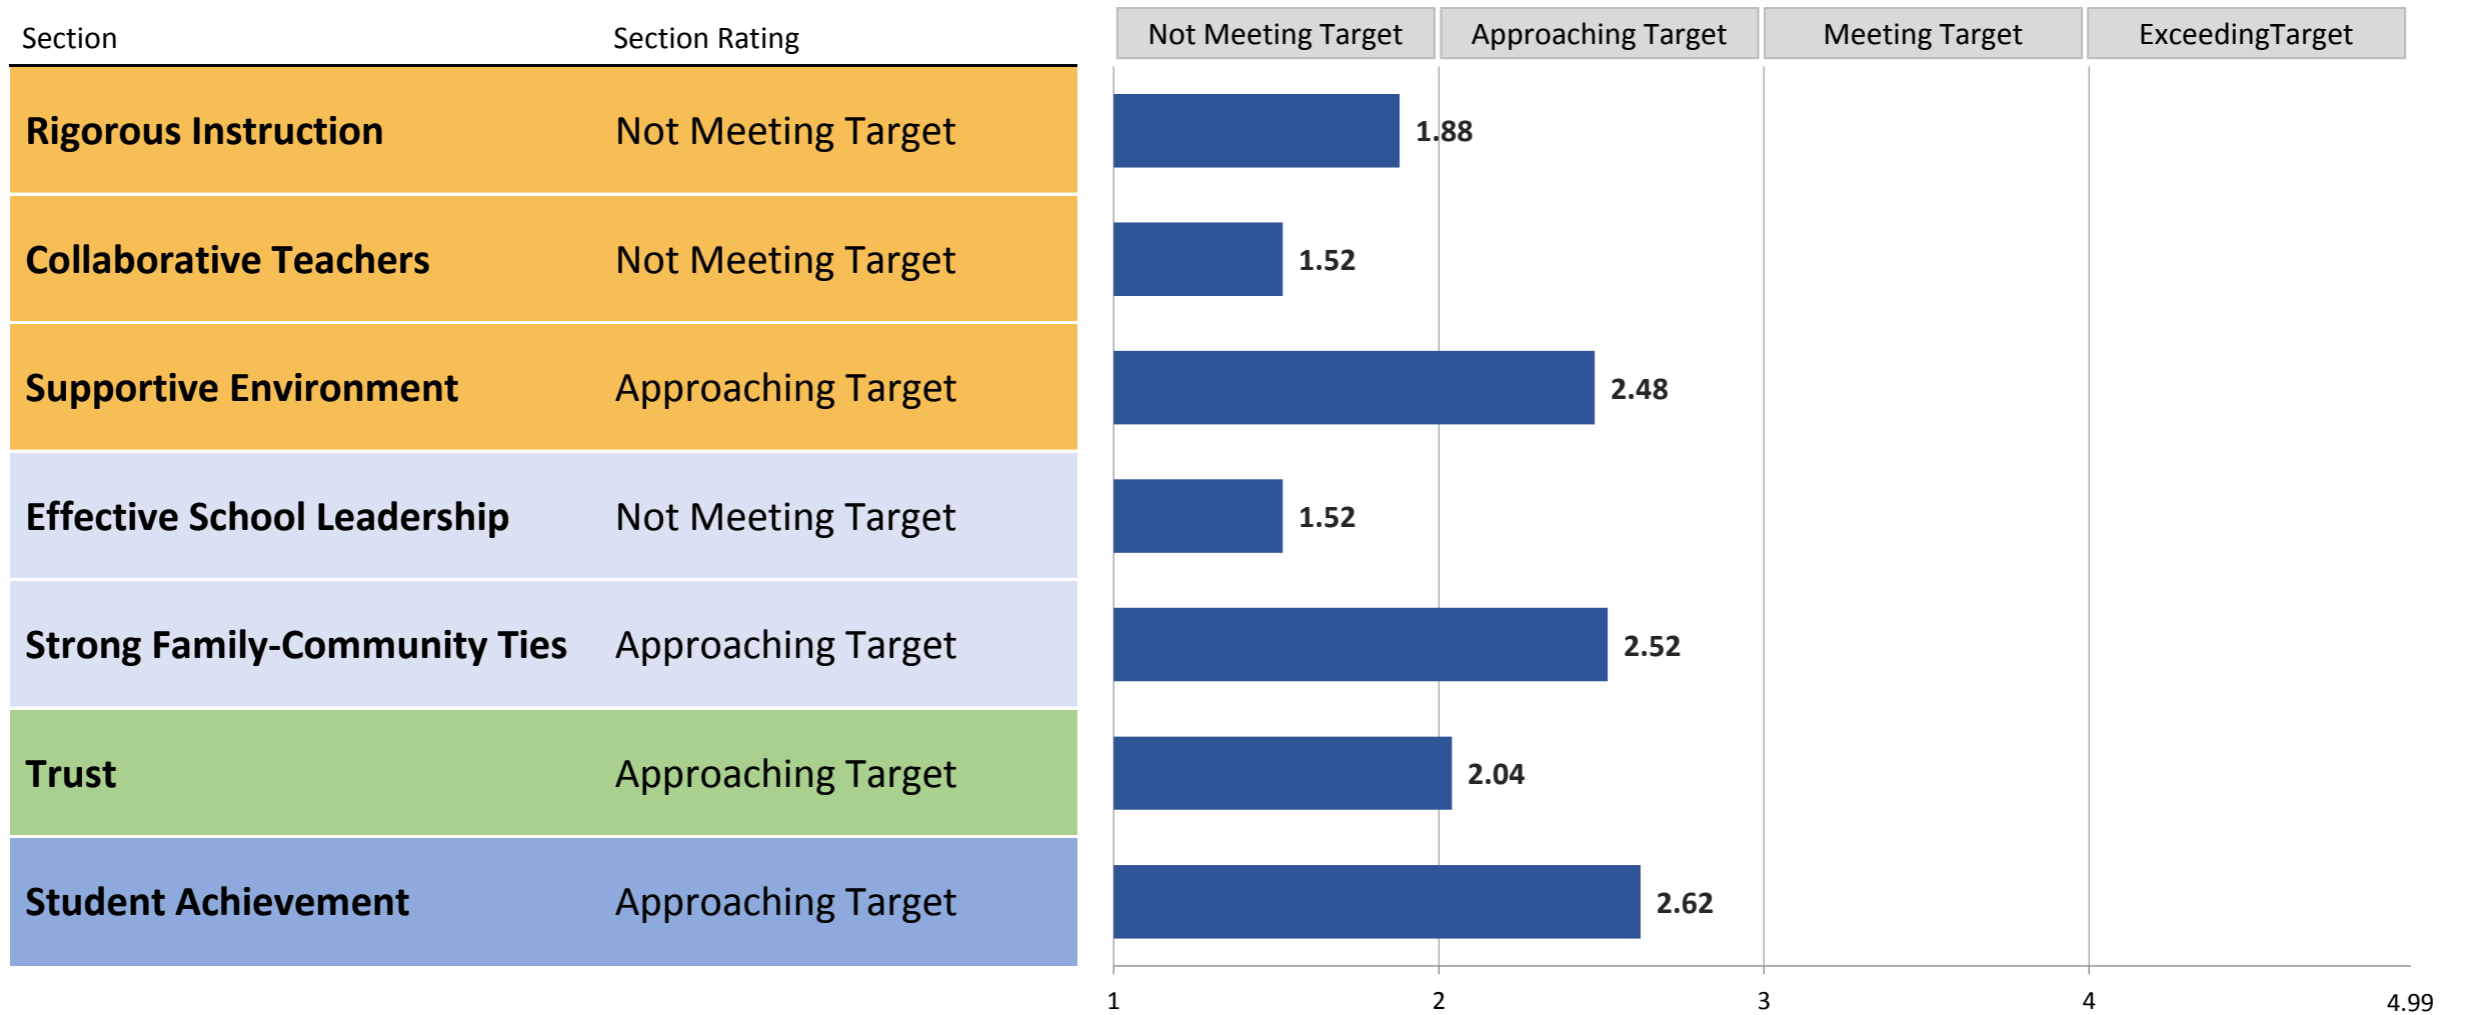 Section Section Rating Not Meeting Target Approaching Target Meeting Target ExceedingTarget
Rigorous Instruction Not Meeting Target 1.88
Collaborative Teachers Not Meeting Target 1.52
Supportive Environment Approaching Target 2.48
Effective School Leadership Not Meeting Target 1.52
Strong Family-Community Ties Approaching Target 2.52
Trust Approaching Target 2.04
Student Achievement Approaching Target 2.62
1 2 3 4 4.99